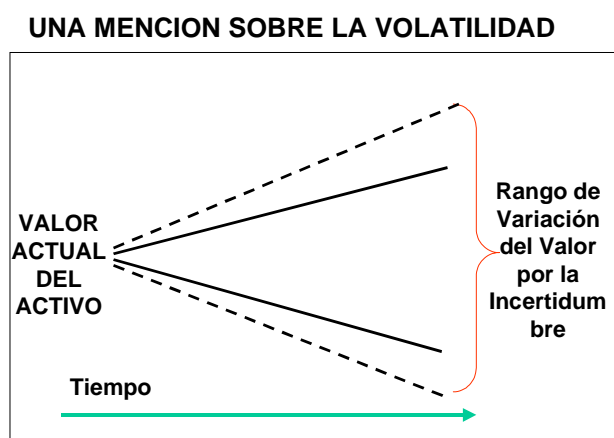 UNA MENCION SOBRE LA VOLATILIDAD
VALOR
ACTUAL
DEL
ACTIVO
Rango de
Variación
del Valor
por la
Incertidum
bre
Tiempo